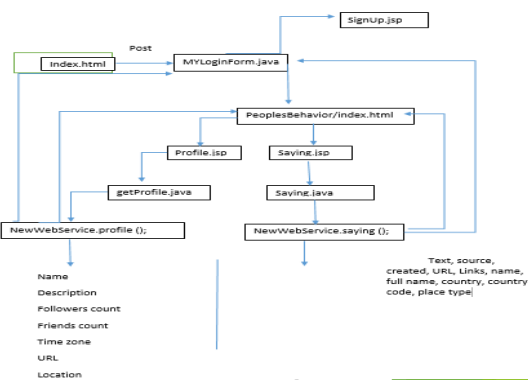 SignUp.jsp
Post
Index.html
MYLoginForm.java
PeoplesBehavior/index.html
Profile.jsp
Saying.jsp
getProfile.java
Saying.java
NewWebService.profile ();
NewWebService.saying ();
Name
Description
Followers count
Friends count
Time zone
URL
Location
Text, source,
created, URL, Links, name,
full name, country, country
code, place type